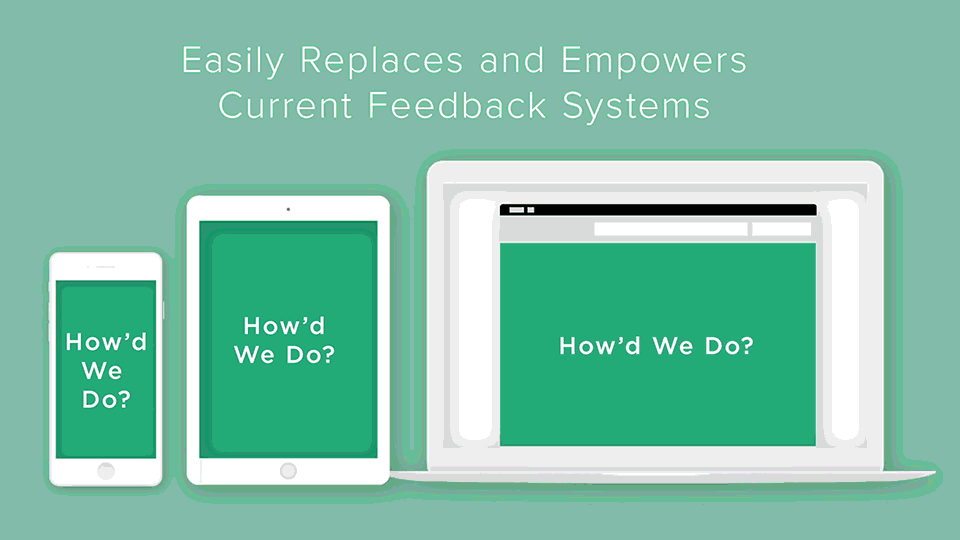 Easily Replaces and Empowers
Current Feedback Systems
How’d
We
Do?
How’d
We Do?
How’d We Do?